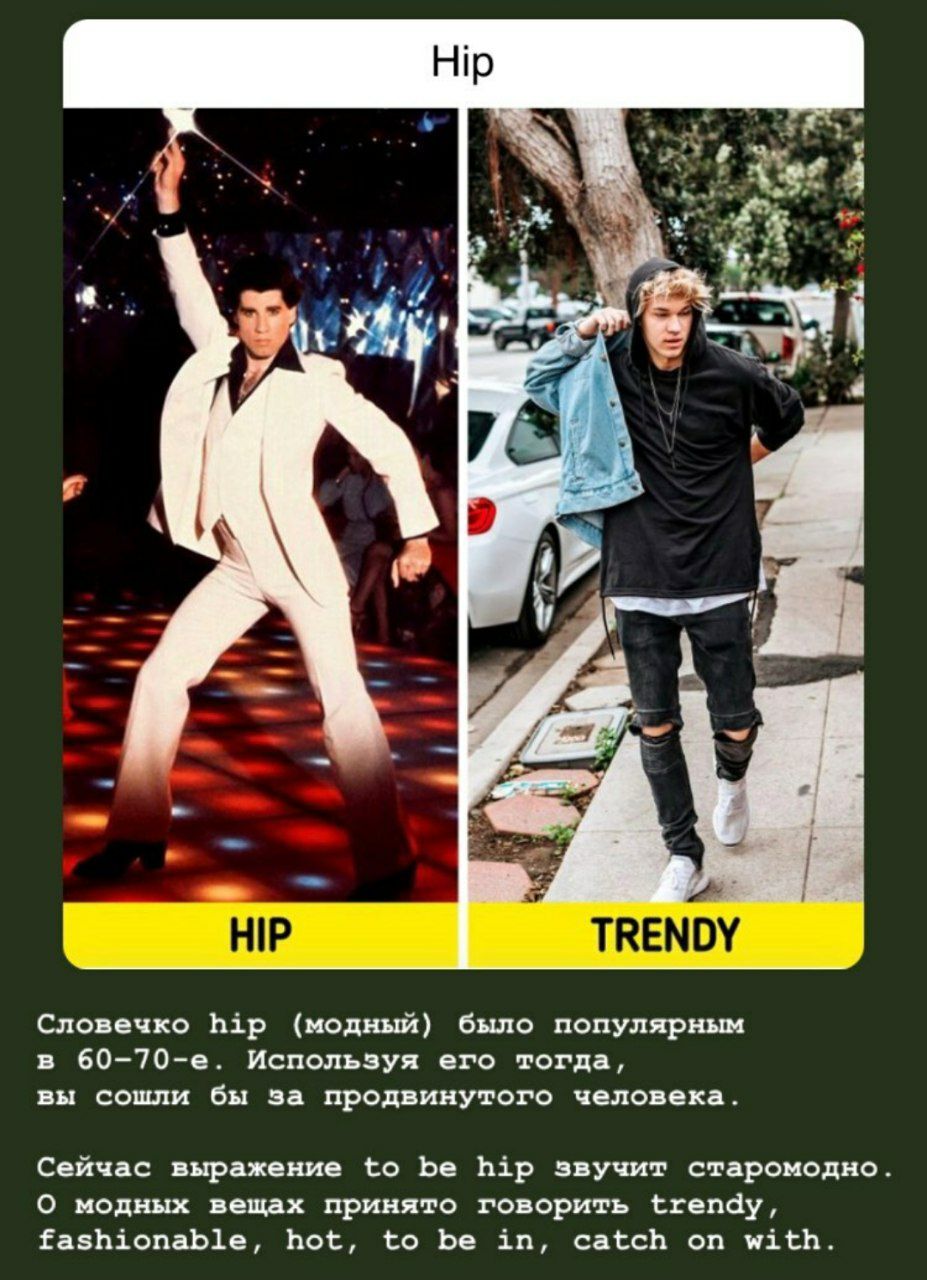 Hip
HIP
TRENDY
Словечко hip (модный) было популярным
в 60–70-е. Используя его тогда,
вы сошли бы за продвинутого человека.
Сейчас выражение to be hip звучит старомодно.
О модных вещах принято говорить trendy,
fashionable, hot, to be in, catch on with.